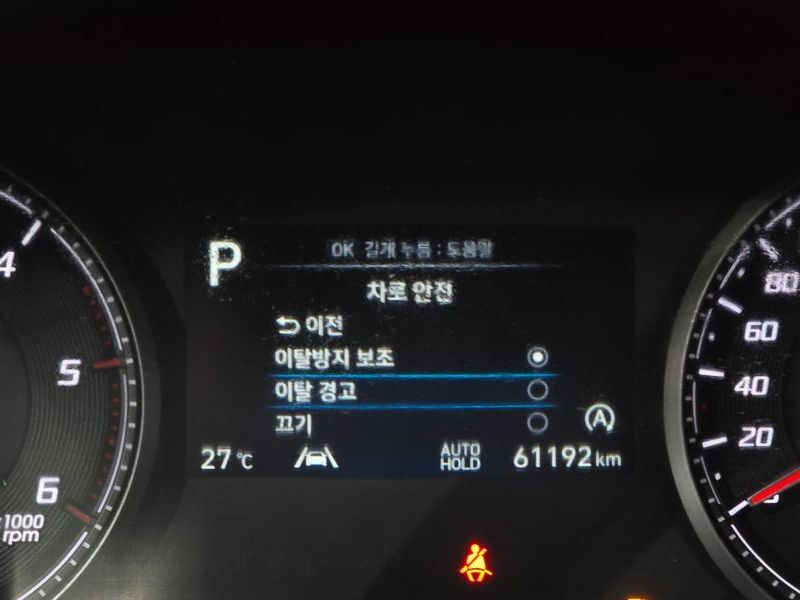 OK 길게 누름 : 도움말
P
차로 안전
이전
이탈방지 보조
이탈 경고
끄기
A
27°C
AUTO HOLD
61192 km
4
5
6
x1000
rpm
80
60
40
20
0